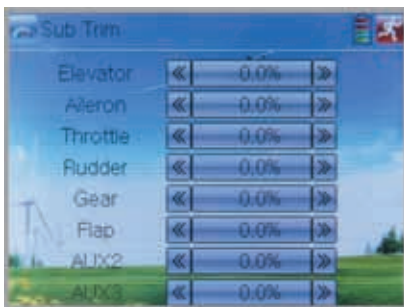 Sub Trim
Elevator « 0.0% »
Aileron « 0.0% »
Throttle « 0.0% »
Rudder « 0.0% »
Gear « 0.0% »
Flap « 0.0% »
AUX2 « 0.0% »
AUX3 « 0.0% »